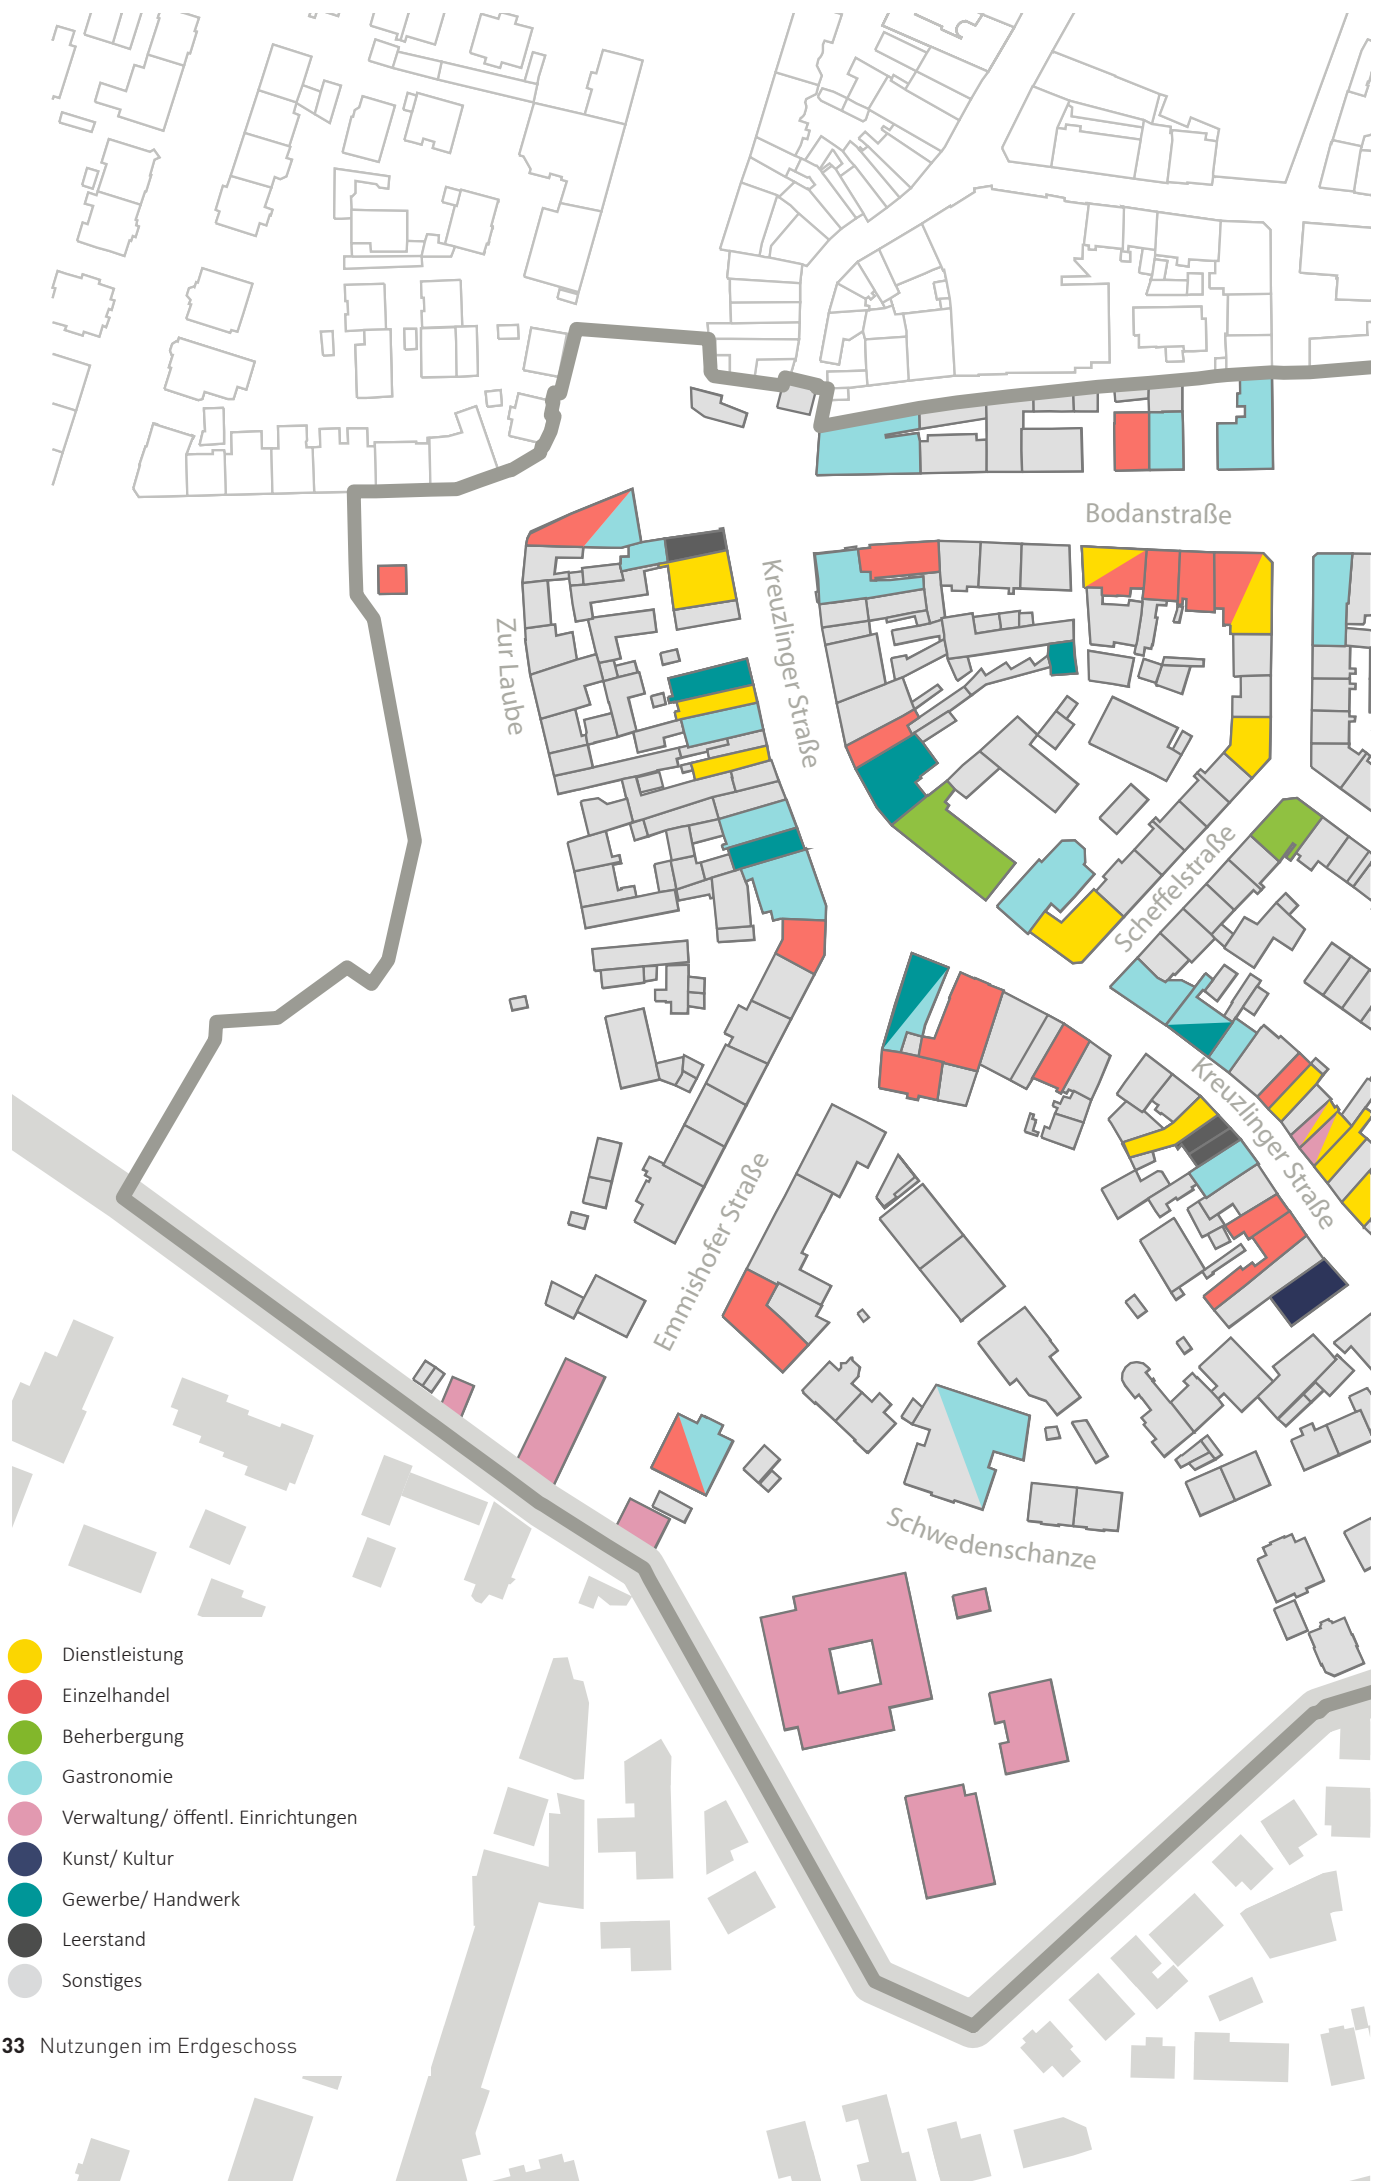 Bodanstraße
Kreuzlinger Straße
Zur Laube
Scheffelstraße
Kreuzlinger Straße
Emmishofer Straße
Schwedenschanze
Dienstleistung
Einzelhandel
Beherbergung
Gastronomie
Verwaltung/ öffentl. Einrichtungen
Kunst/ Kultur
Gewerbe/ Handwerk
Leerstand
Sonstiges
33 Nutzungen im Erdgeschoss